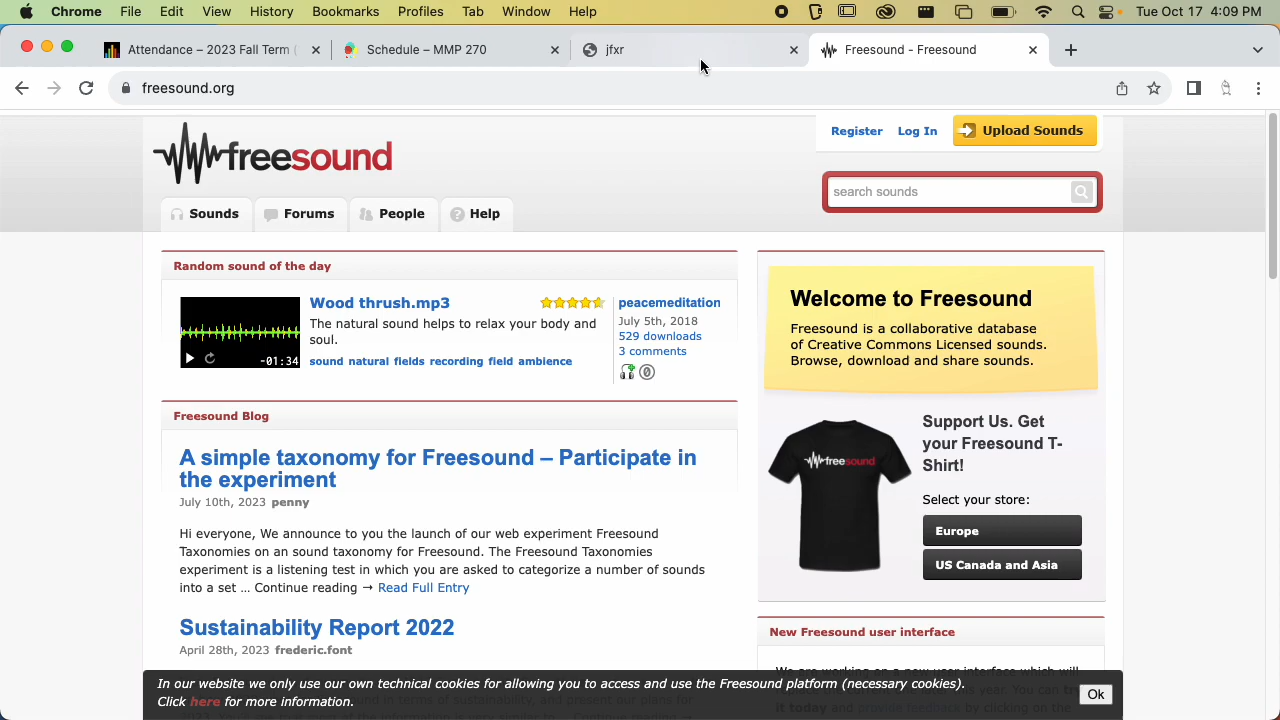 Chrome File Edit View History Bookmarks Profiles Tab Window Help Tue Oct 17 4:09 PM
Attendance – 2023 Fall Term (
Schedule – MMP 270
jfxr
Freesound - Freesound
freesound.org
freesound
Register Log In Upload Sounds
search sounds
Sounds Forums People Help
Random sound of the day
Wood thrush.mp3
The natural sound helps to relax your body and
soul.
sound natural fields recording field ambience
-01:34
peacemeditation
July 5th, 2018
529 downloads
3 comments
Freesound Blog
A simple taxonomy for Freesound – Participate in
the experiment
July 10th, 2023 penny
Hi everyone, We announce to you the launch of our web experiment Freesound
Taxonomies on an sound taxonomy for Freesound. The Freesound Taxonomies
experiment is a listening test in which you are asked to categorize a number of sounds
into a set ... Continue reading → Read Full Entry
Sustainability Report 2022
April 28th, 2023 frederic.font
Welcome to Freesound
Freesound is a collaborative database
of Creative Commons Licensed sounds.
Browse, download and share sounds.
freesound
Support Us. Get
your Freesound T-
Shirt!
Select your store:
Europe
US Canada and Asia
New Freesound user interface
In our website we only use our own technical cookies for allowing you to access and use the Freesound platform (necessary cookies).
Click here for more information.
Ok